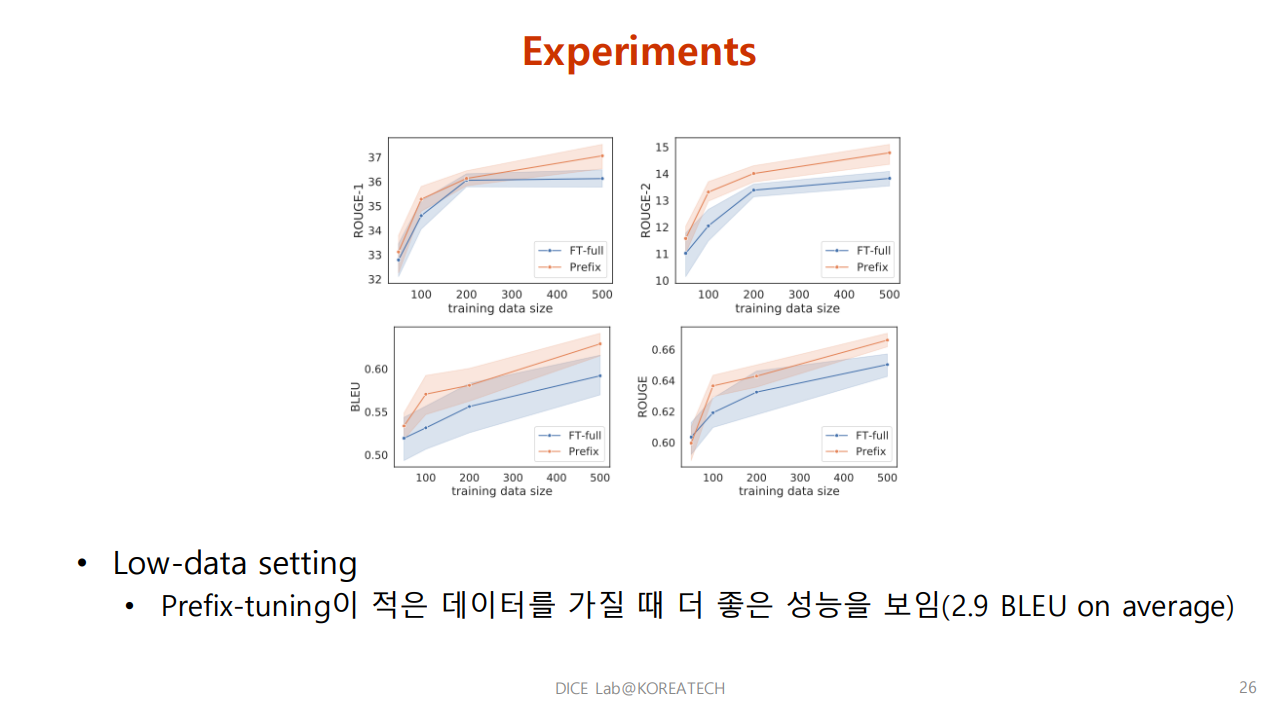 Experiments
ROUGE-1
37
36
35
34
33
32
FT-full
Prefix
100 200 300 400 500
training data size
ROUGE-2
15
14
13
12
11
10
FT-full
Prefix
100 200 300 400 500
training data size
BLEU
0.60
0.55
0.50
FT-full
Prefix
100 200 300 400 500
training data size
ROUGE
0.66
0.64
0.62
0.60
FT-full
Prefix
100 200 300 400 500
training data size
• Low-data setting
• Prefix-tuning이 적은 데이터를 가질 때 더 좋은 성능을 보임(2.9 BLEU on average)
DICE Lab@KOREATECH
26